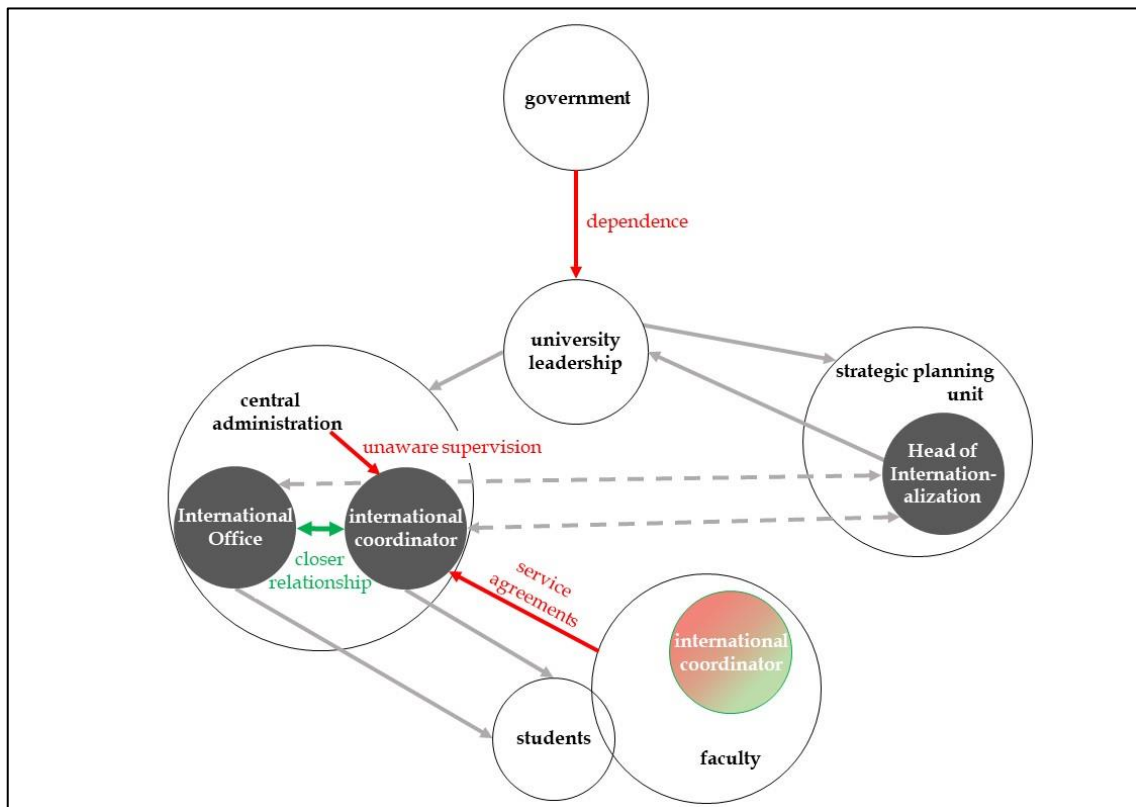 government
dependence
university
leadership
strategic planning
unit
central
administration
unaware supervision
Head of
Internation-
alization
International
Office
international
coordinator
closer
relationship
service
agreements
international
coordinator
students
faculty